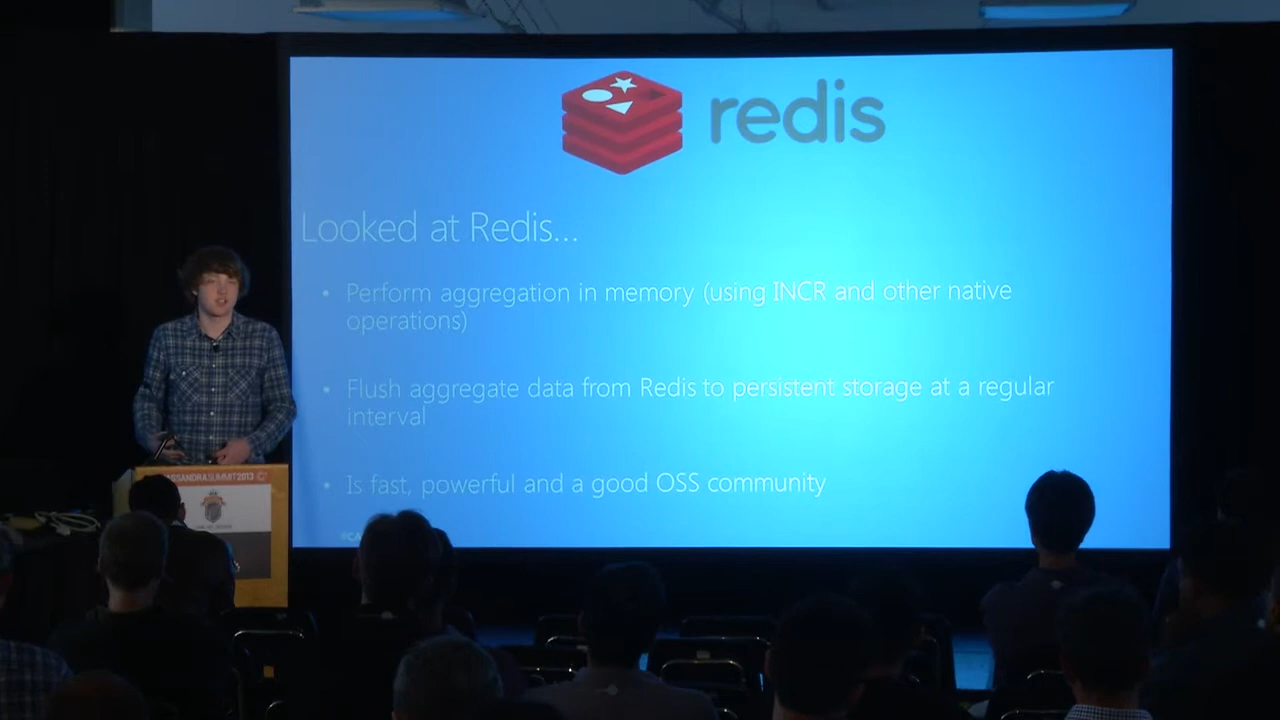 redis
Looked at Redis...
• Perform aggregation in memory (using INCR and other native
operations)
• Flush aggregate data from Redis to persistent storage at a regular
interval
• Is fast, powerful and a good OSS community
CASSANDRASUMMIT2013